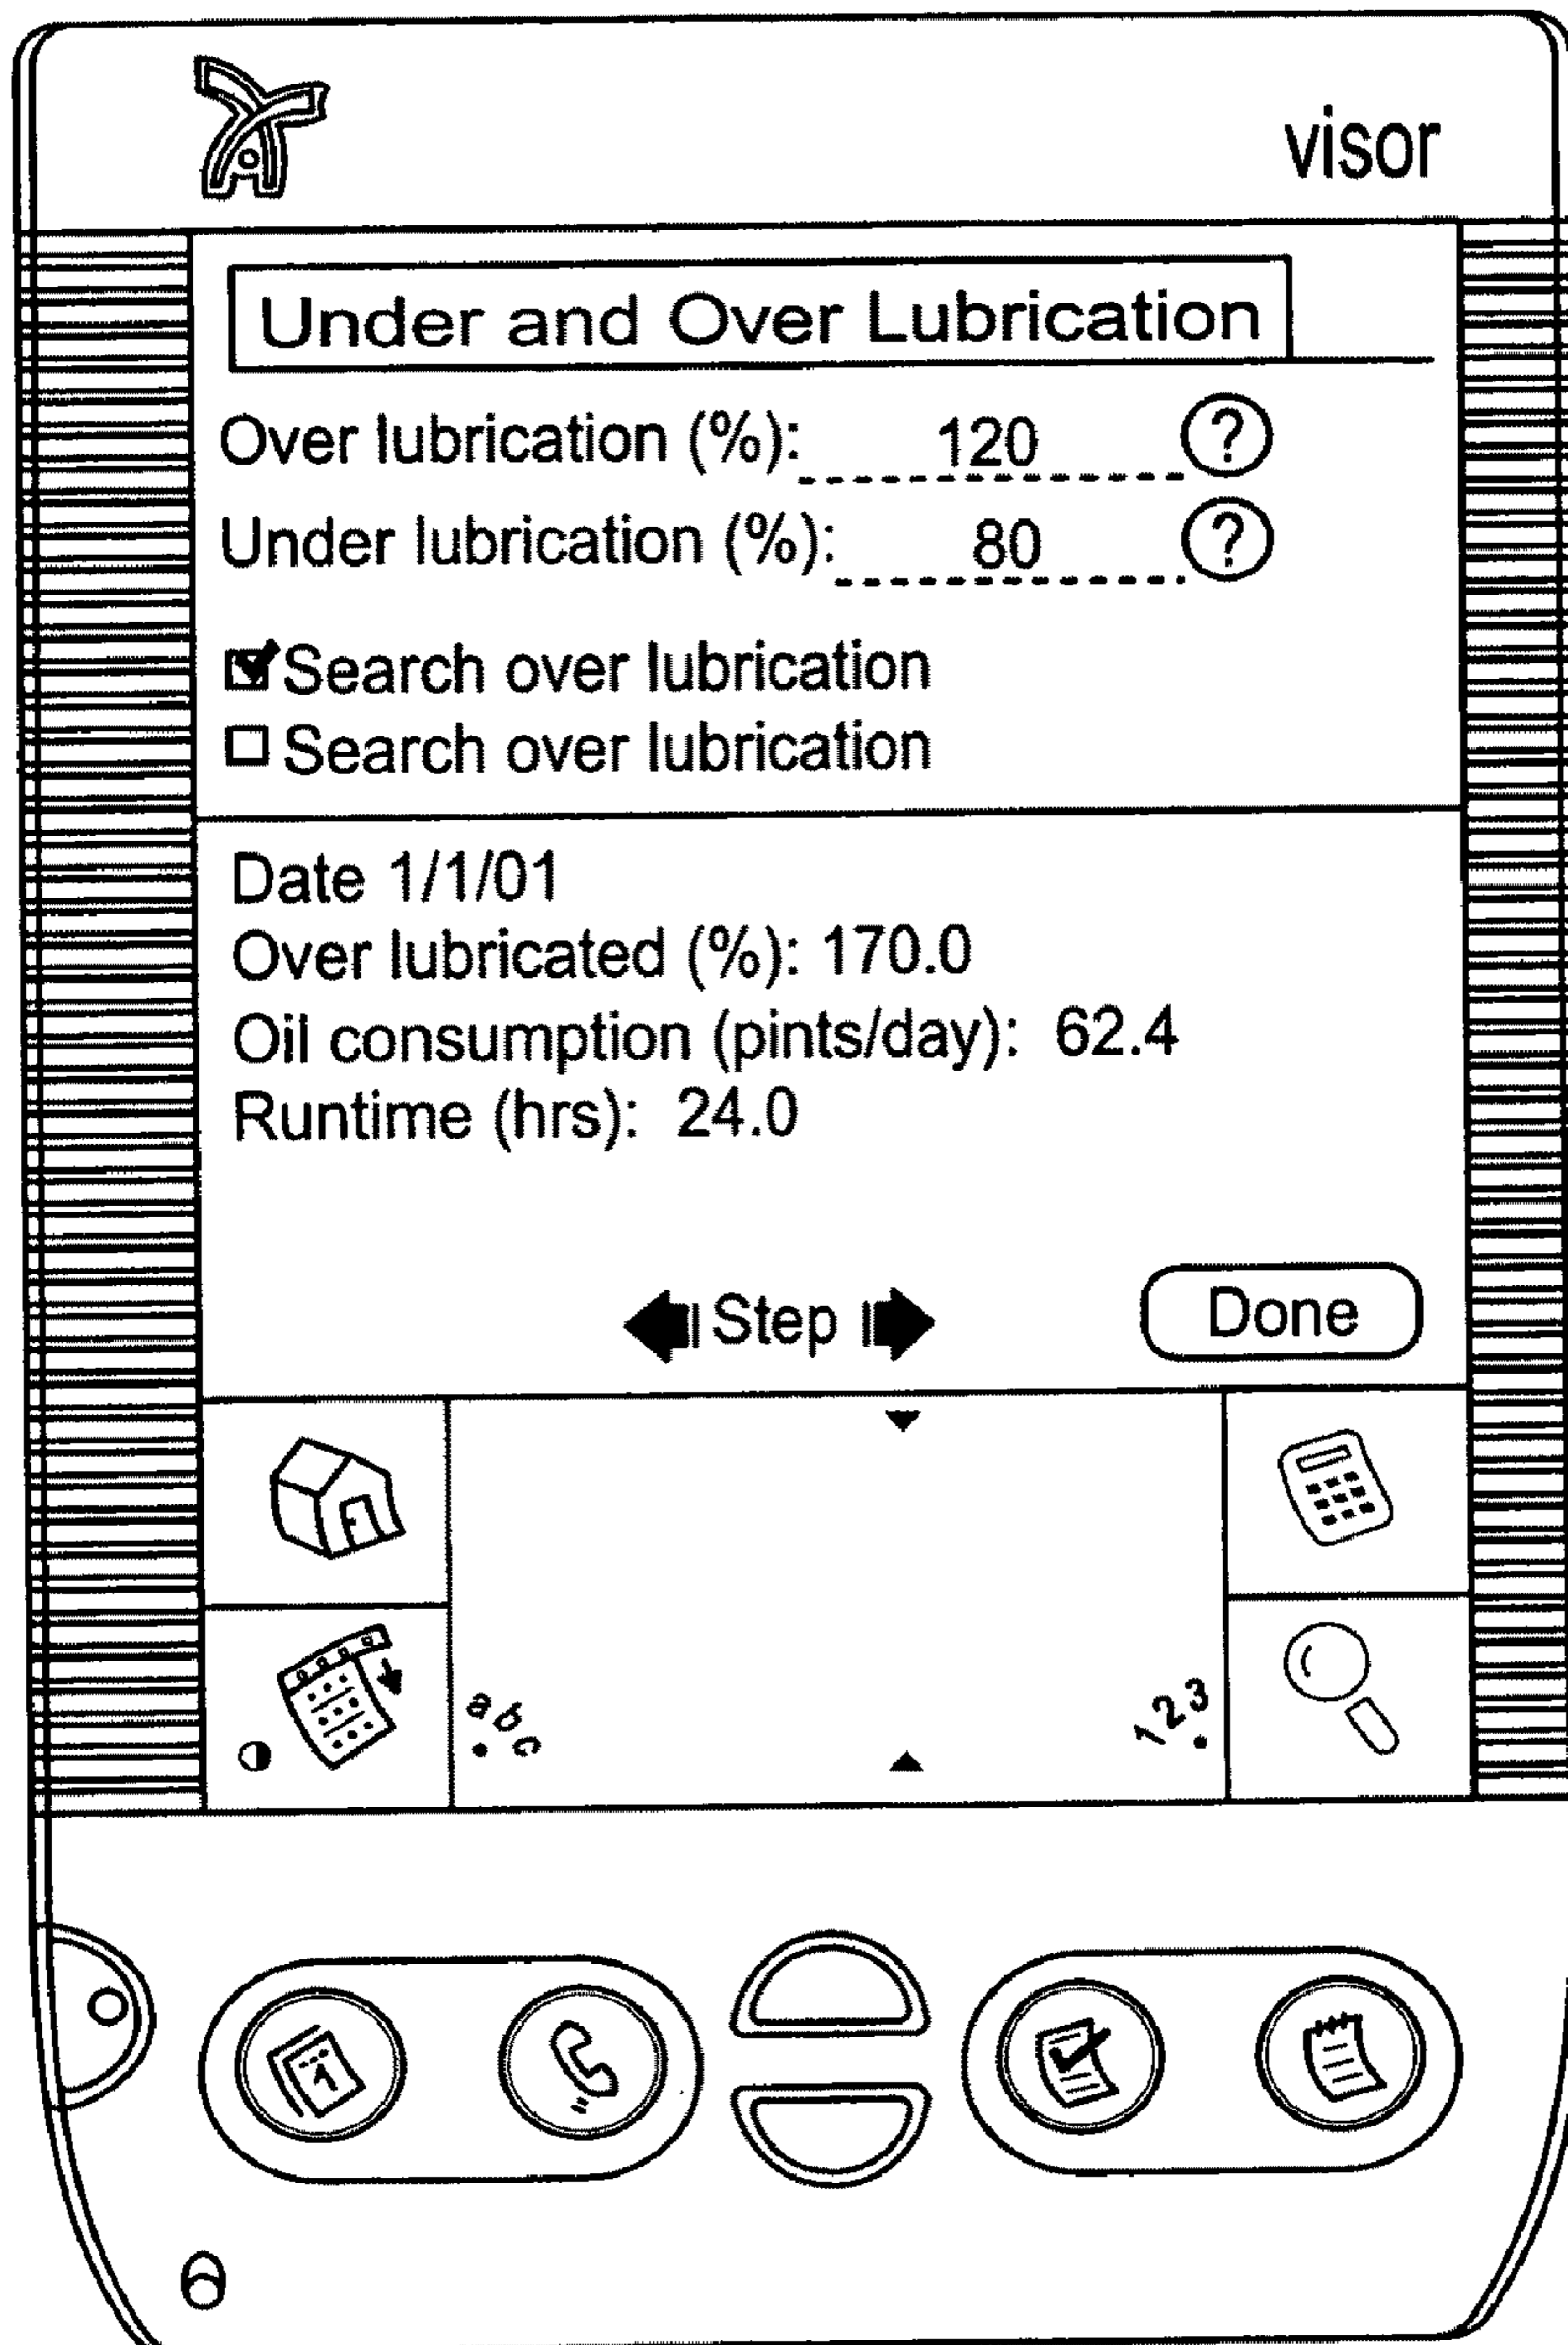 visor
Under and Over Lubrication
Over lubrication (%): 120 ?
Under lubrication (%): 80 ?
Search over lubrication
Search over lubrication
Date 1/1/01
Over lubricated (%): 170.0
Oil consumption (pints/day): 62.4
Runtime (hrs): 24.0
Step
Done
abc
123
1